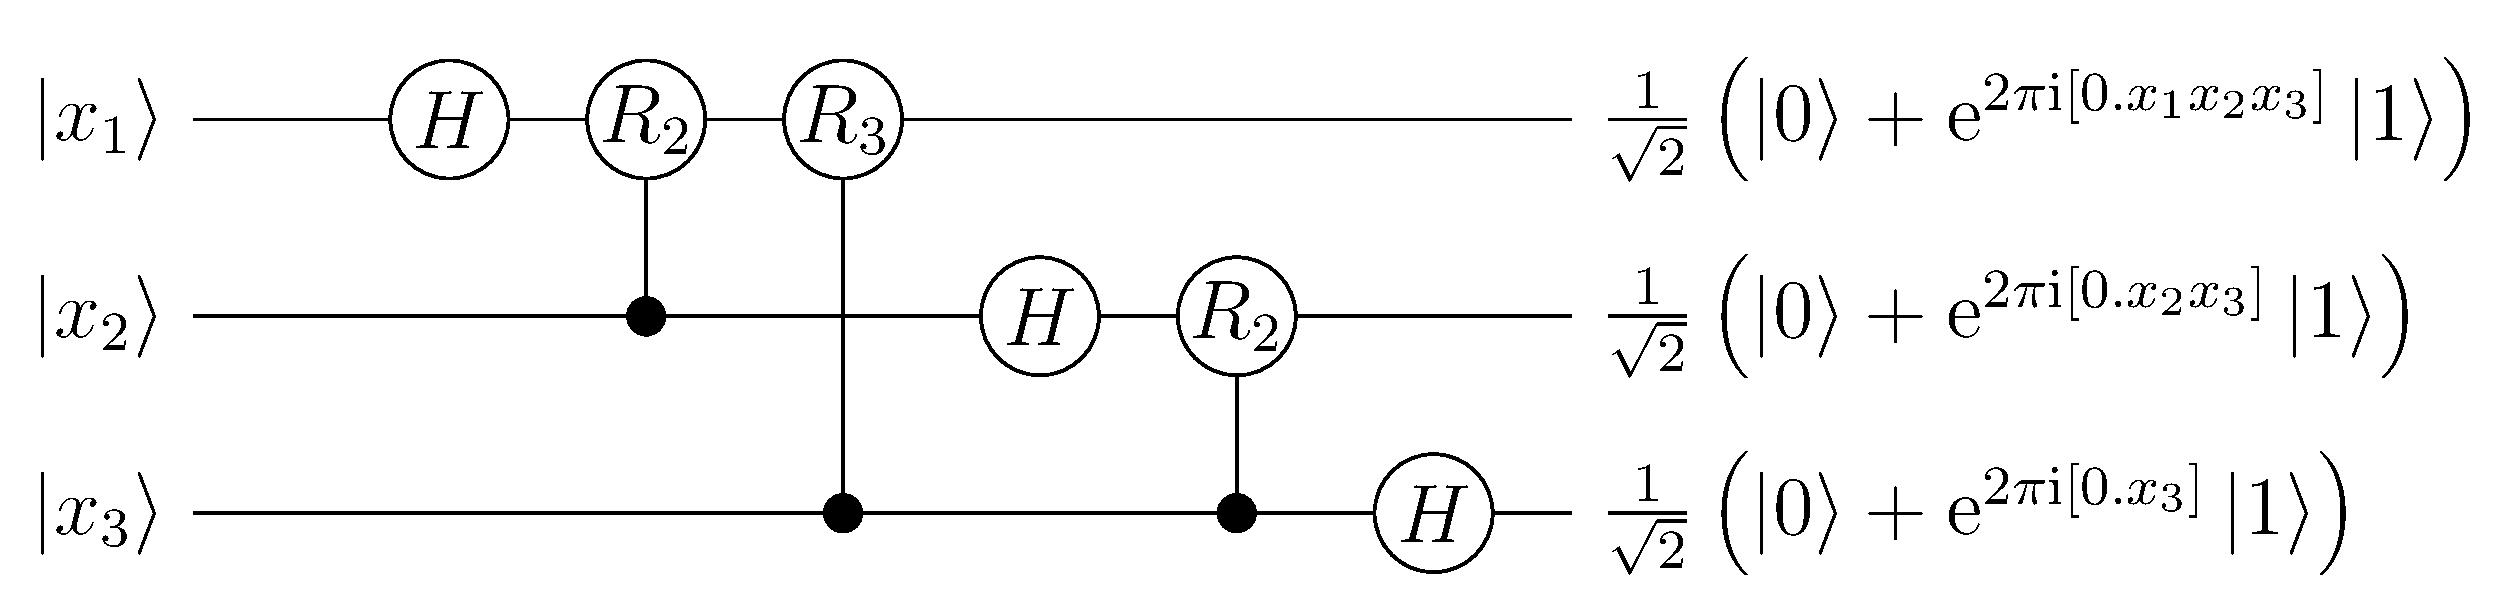 |x₁⟩ H R₂ R₃ 1/√2 (|0⟩ + e^{2πi[0.x₁x₂x₃]} |1⟩)
|x₂⟩ H R₂ 1/√2 (|0⟩ + e^{2πi[0.x₂x₃]} |1⟩)
|x₃⟩ H 1/√2 (|0⟩ + e^{2πi[0.x₃]} |1⟩)